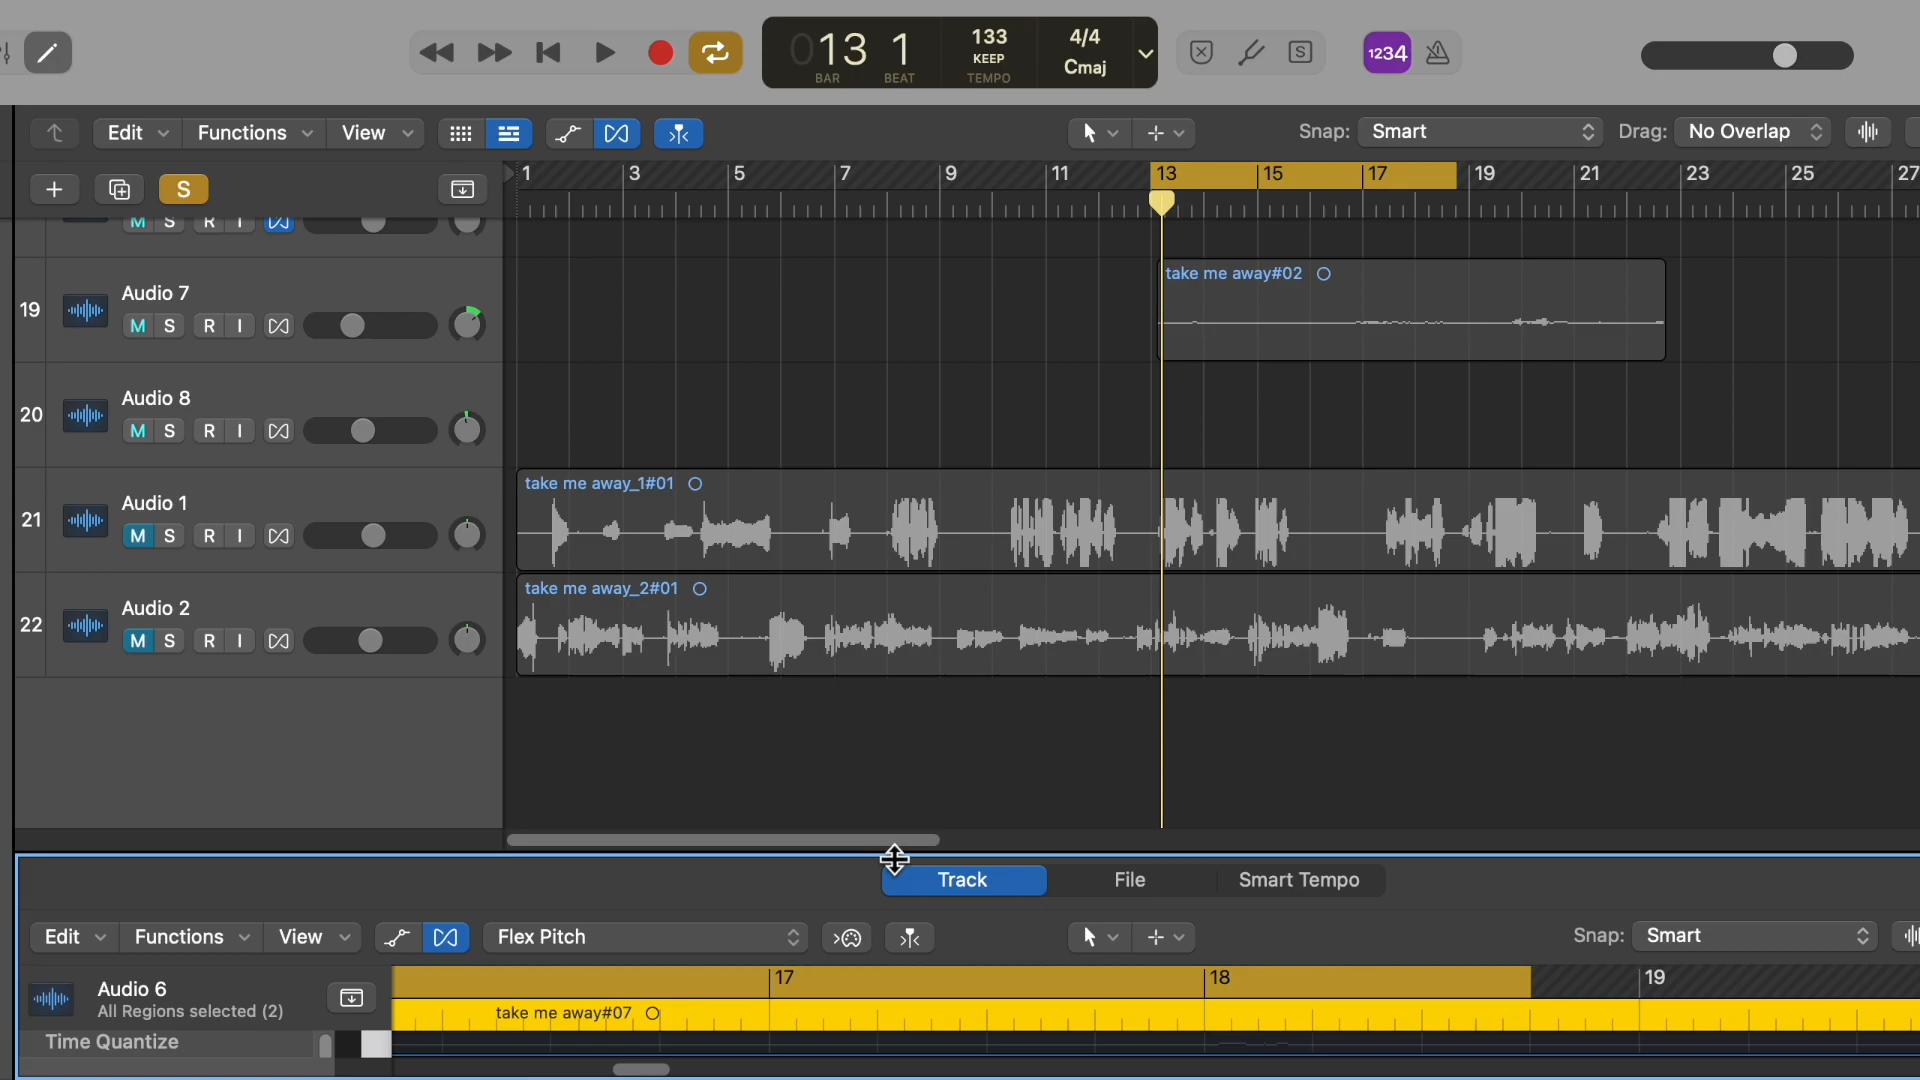 013 1
BAR
BEAT
133
KEEP
TEMPO
4/4
Cmaj
S
1234
Edit
Functions
View
Snap:
Smart
Drag:
No Overlap
S
1
3
5
7
9
11
13
15
17
19
21
23
25
27
M S R I
take me away#02
19
Audio 7
M S R I
20
Audio 8
M S R I
take me away_1#01
21
Audio 1
M S R I
take me away_2#01
22
Audio 2
M S R I
Track
File
Smart Tempo
Edit
Functions
View
Flex Pitch
Snap:
Smart
17
18
19
Audio 6
All Regions selected (2)
take me away#07
Time Quantize